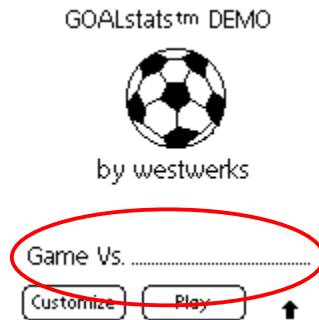 GOALstats™ DEMO
by westwerks
Game Vs. ....................................
Customize Play